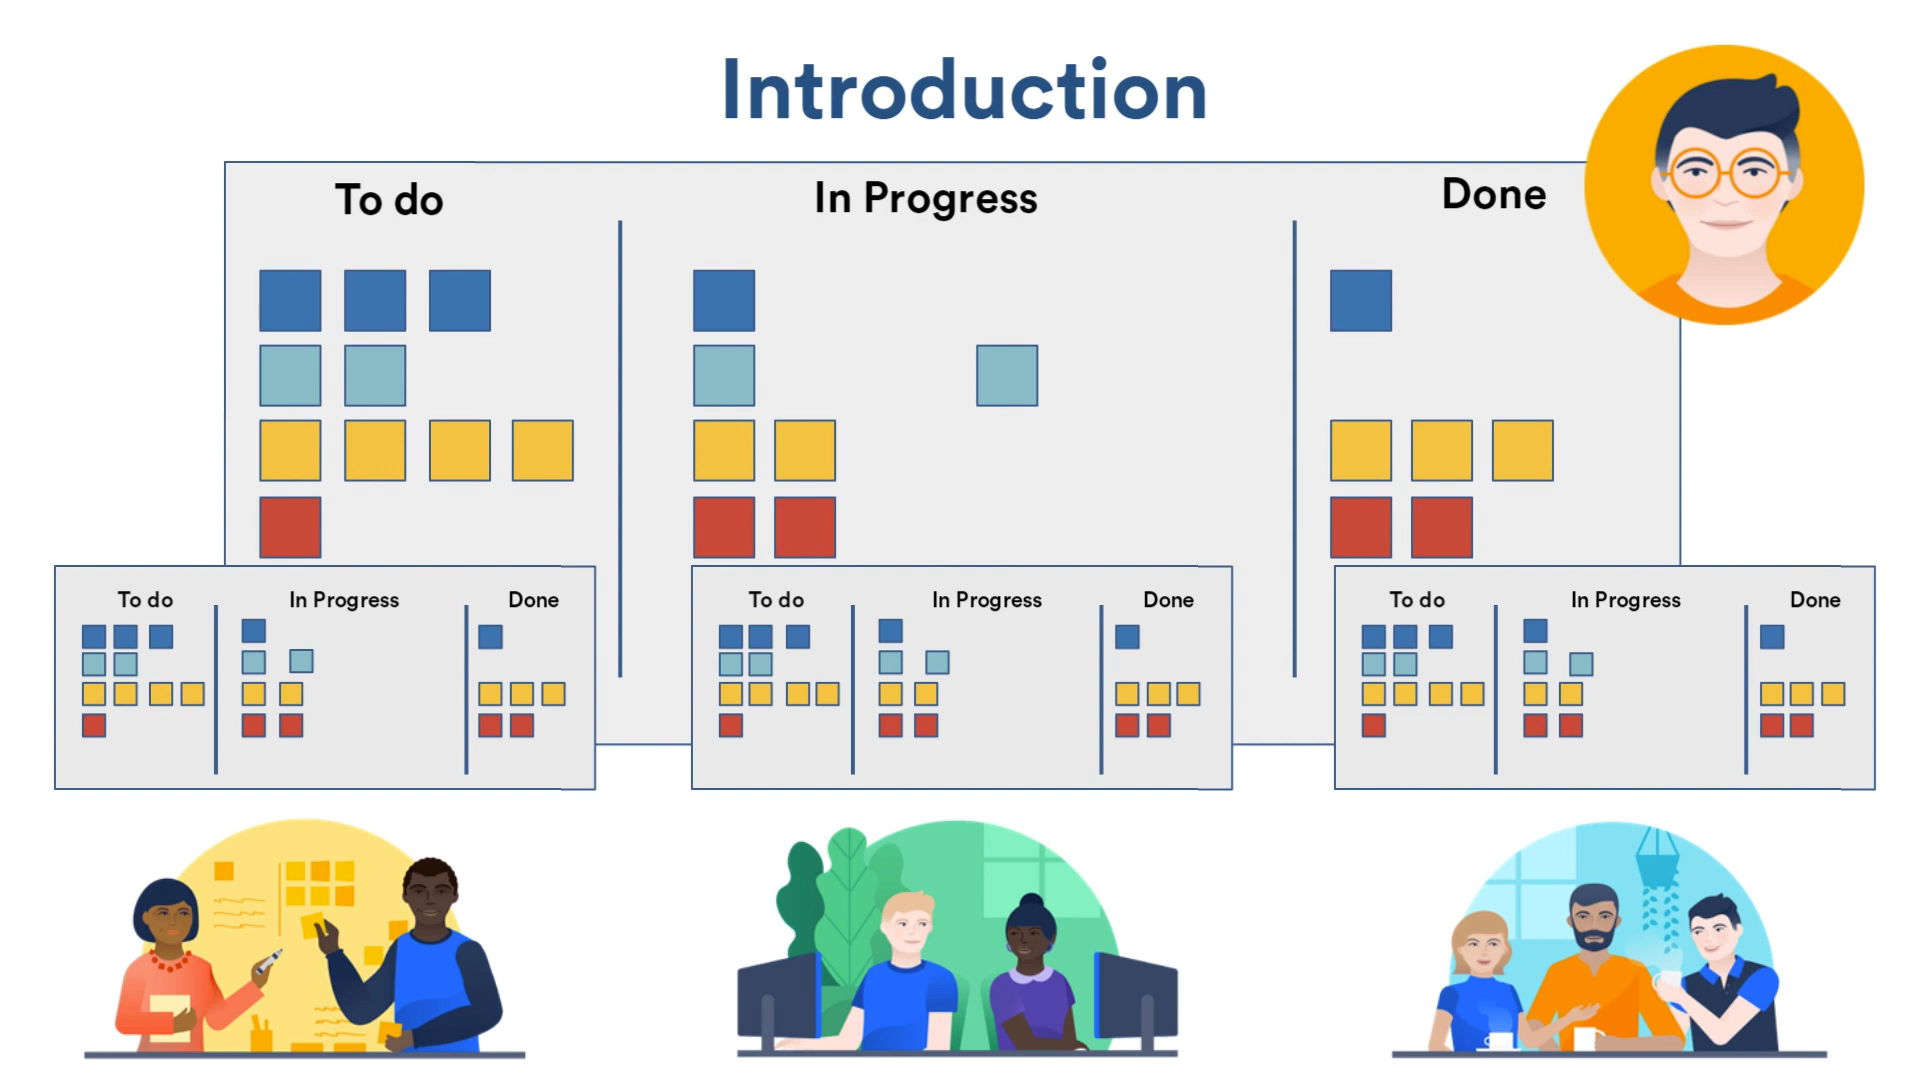 Introduction
To do
In Progress
Done
To do
In Progress
Done
To do
In Progress
Done
To do
In Progress
Done